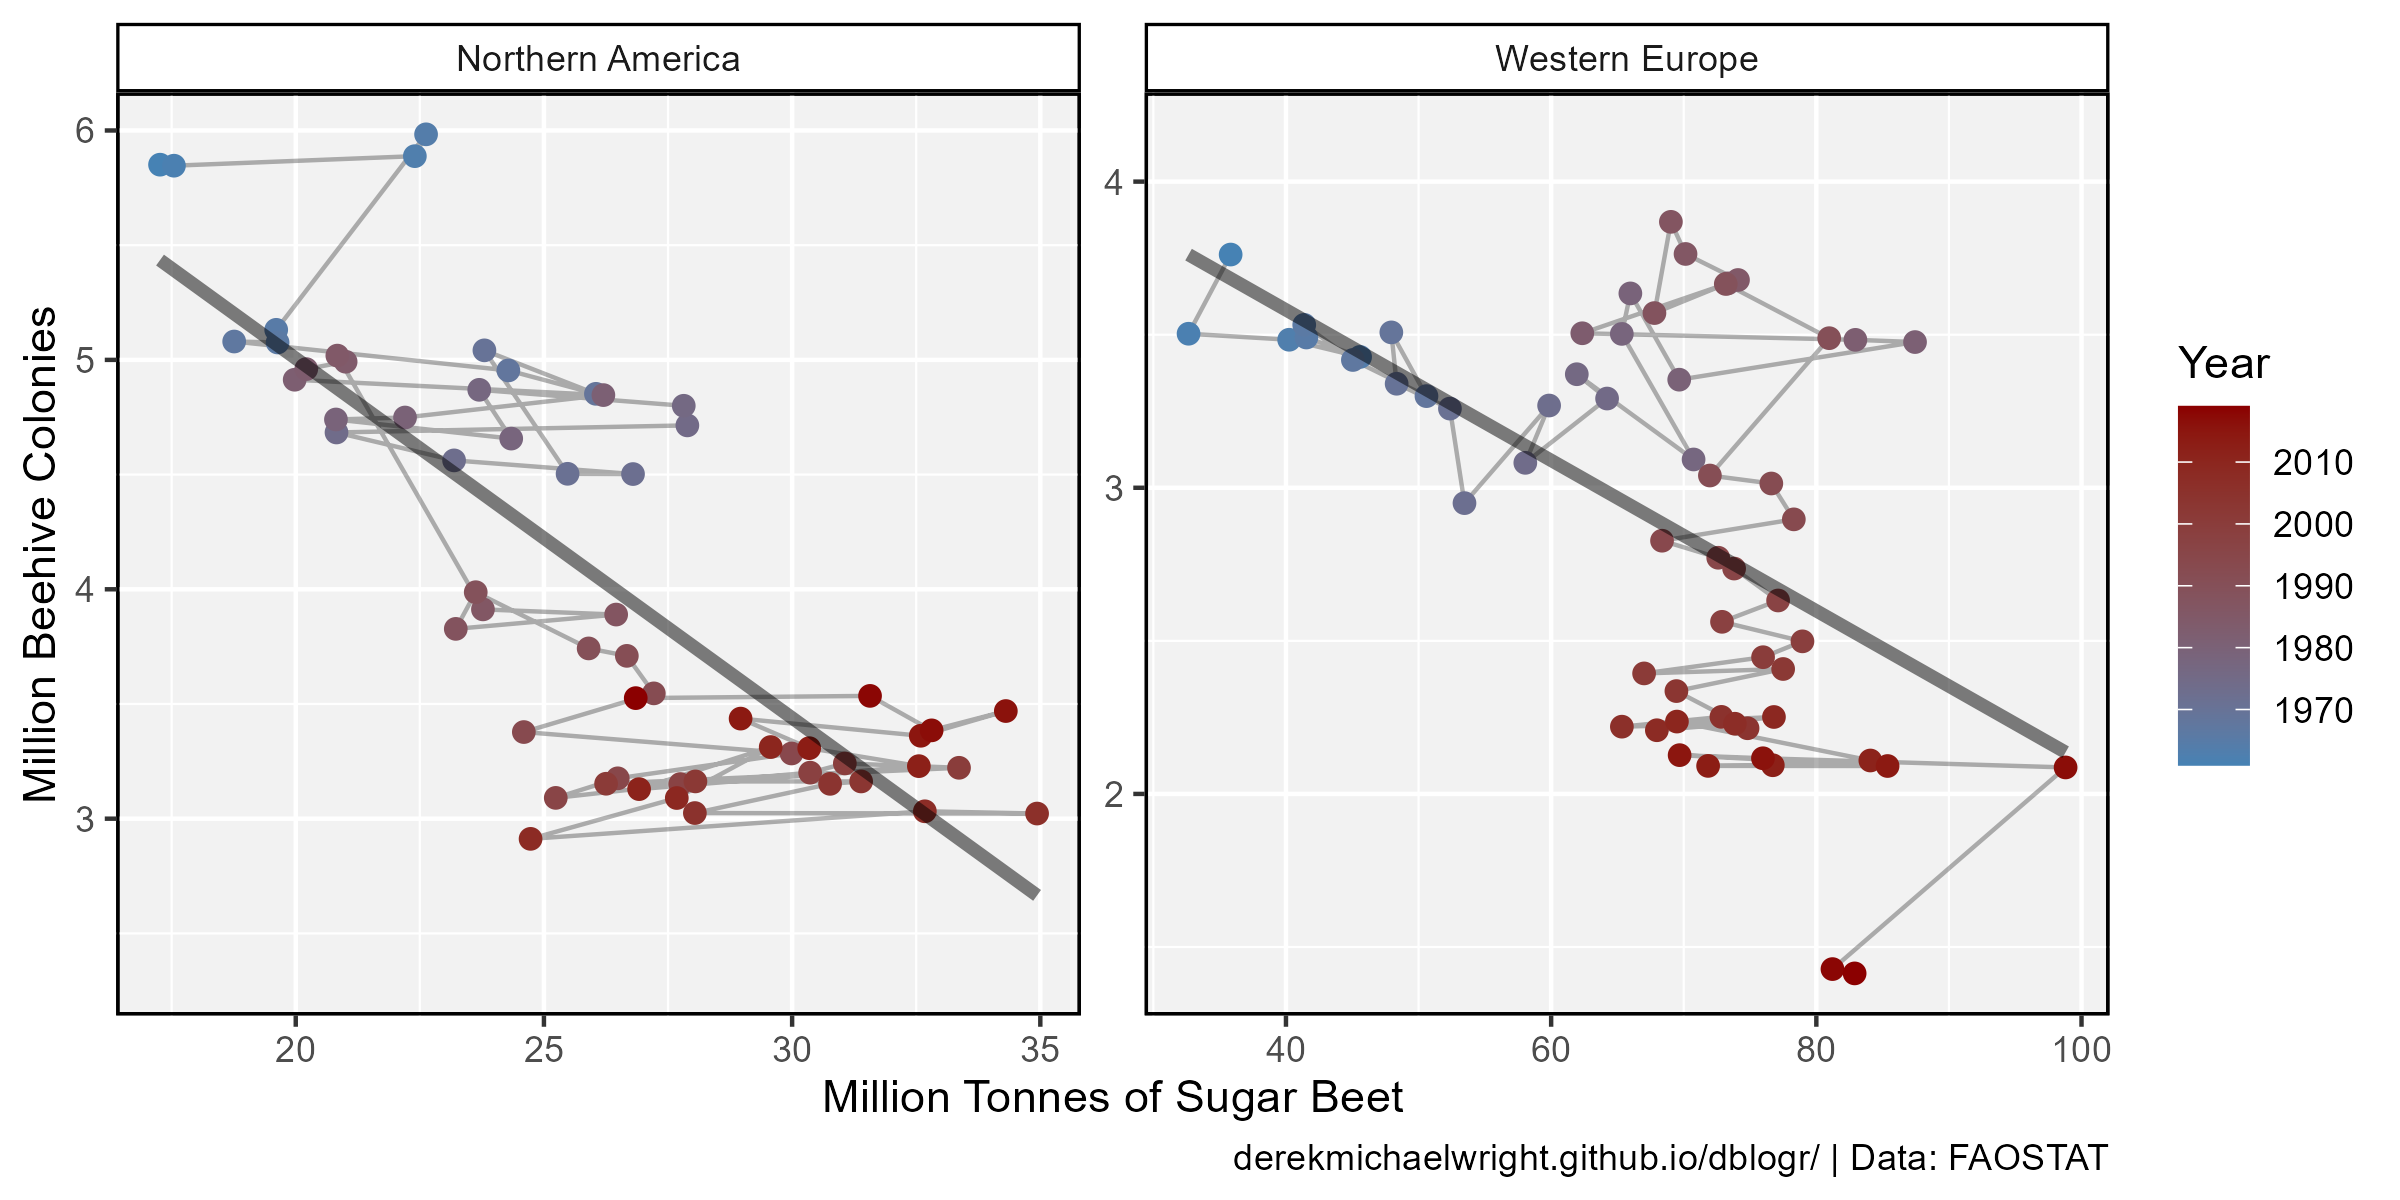 Northern America
Western Europe
Million Beehive Colonies
6
5
4
3
4
3
2
20 25 30 35
40 60 80 100
Million Tonnes of Sugar Beet
Year
2010
2000
1990
1980
1970
derekmichaelwright.github.io/dblogr/ | Data: FAOSTAT